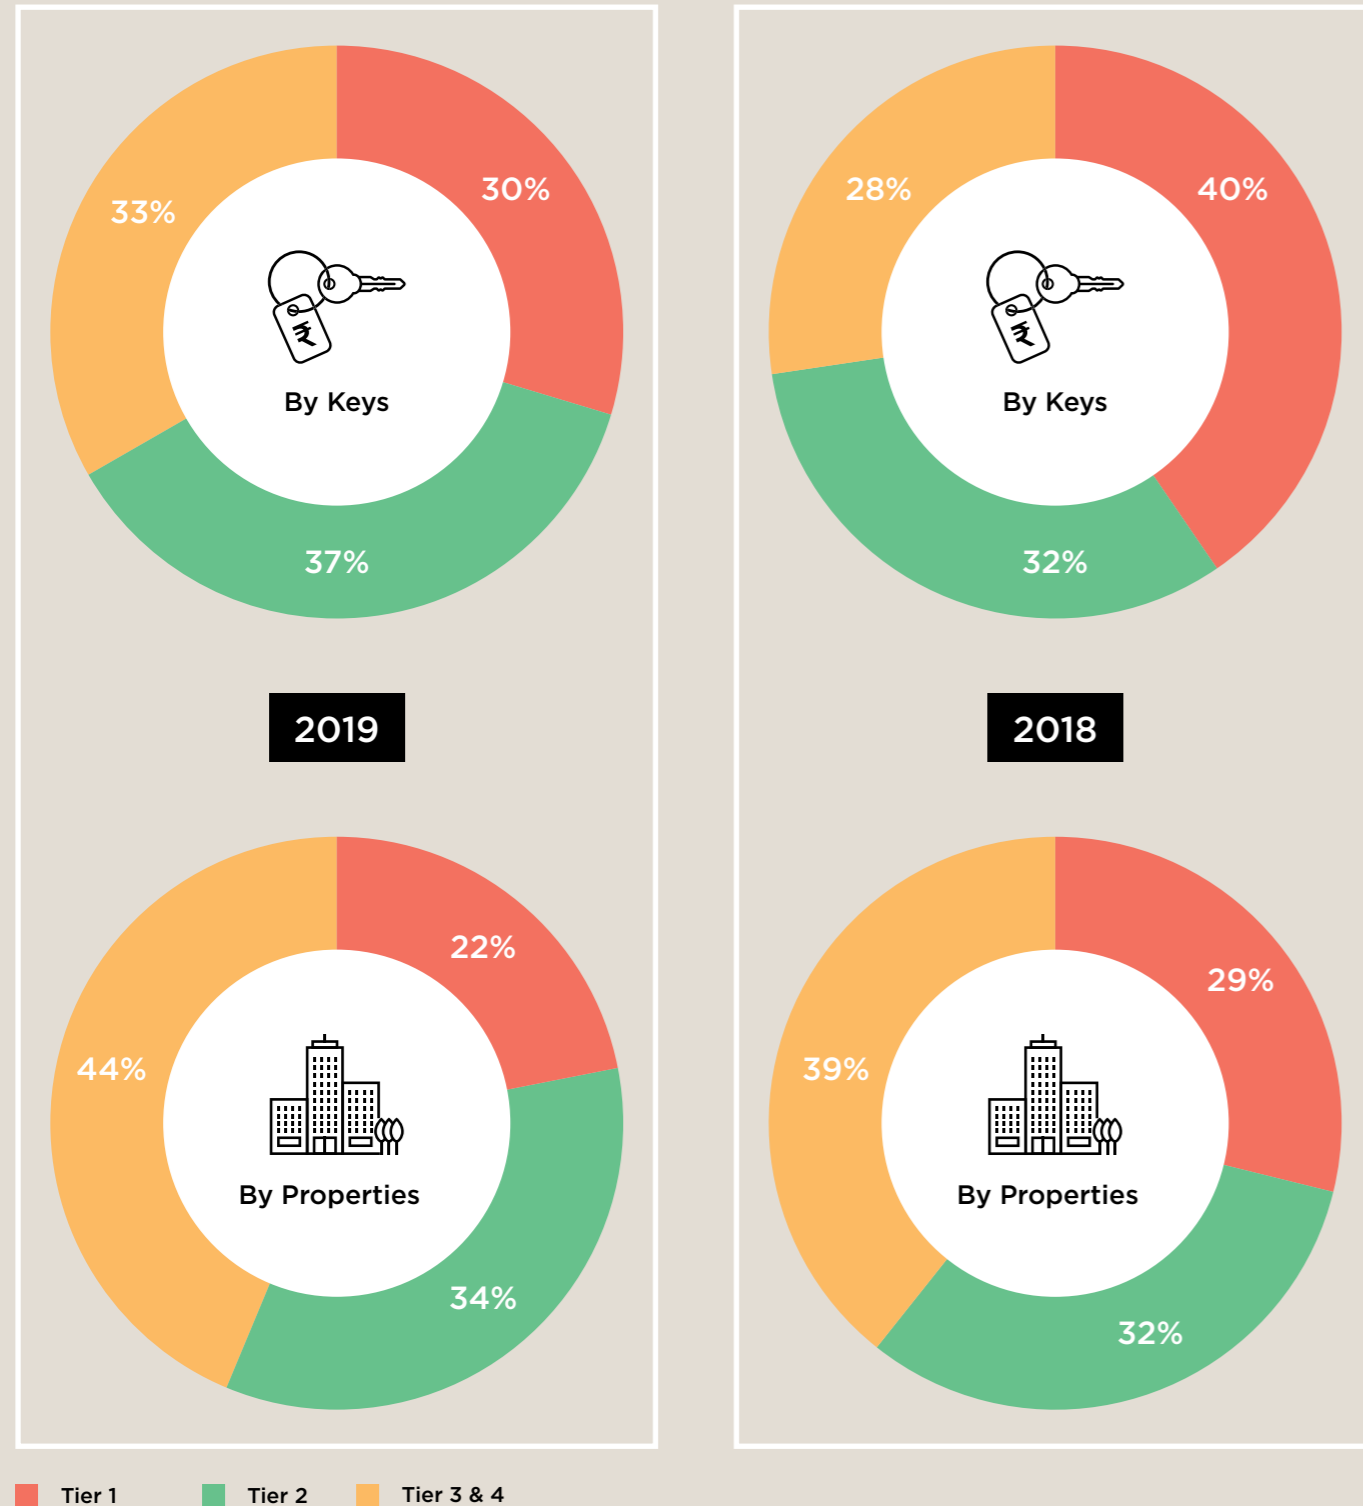 30%
33%
₹
By Keys
37%
2019
22%
44%
By Properties
34%
40%
28%
₹
By Keys
32%
2018
29%
39%
By Properties
32%
Tier 1
Tier 2
Tier 3 & 4